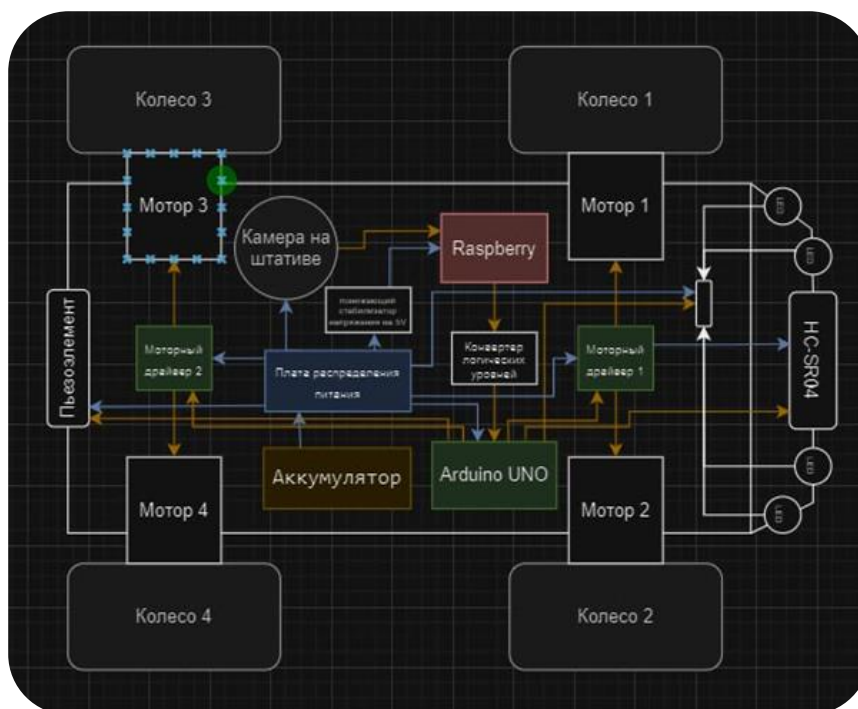 Колесо 3
Колесо 1
Мотор 3
Мотор 1
LED
Камера на
штативе
Raspberry
LED
понижающий
стабилизатор
напряжения на 5V
HC-SR04
Пьезоэлемент
Моторный
драйвер 2
Плата распределения
питания
Конвертер
логических
уровней
Моторный
драйвер 1
Аккумулятор
Arduino UNO
LED
Мотор 4
Мотор 2
LED
Колесо 4
Колесо 2